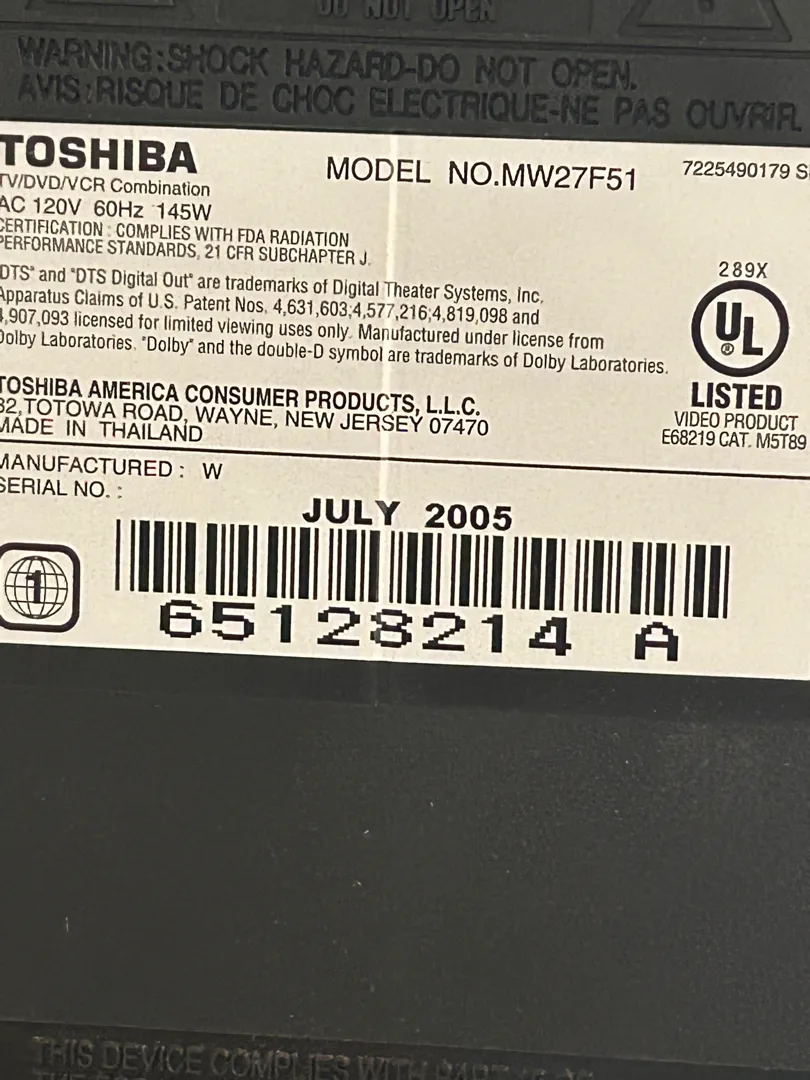 DO NOT OPEN
WARNING:SHOCK HAZARD-DO NOT OPEN.
AVIS:RISQUE DE CHOC ELECTRIQUE-NE PAS OUVRIR.
TOSHIBA
TV/DVD/VCR Combination
AC 120V 60Hz 145W
MODEL NO.MW27F51
7225490179
CERTIFICATION : COMPLIES WITH FDA RADIATION
PERFORMANCE STANDARDS, 21 CFR SUBCHAPTER J.
"DTS" and "DTS Digital Out" are trademarks of Digital Theater Systems, Inc.
Apparatus Claims of U.S. Patent Nos. 4,631,603;4,577,216;4,819,098 and
4,907,093 licensed for limited viewing uses only. Manufactured under license from
Dolby Laboratories. "Dolby" and the double-D symbol are trademarks of Dolby Laboratories.
289X
UL
®
LISTED
VIDEO PRODUCT
E68219 CAT. M5T89
TOSHIBA AMERICA CONSUMER PRODUCTS, L.L.C.
82,TOTOWA ROAD, WAYNE, NEW JERSEY 07470
MADE IN THAILAND
MANUFACTURED : W
SERIAL NO. :
JULY 2005
1
65128214 A
THIS DEVICE COMPLIES WITH PART 15 OF